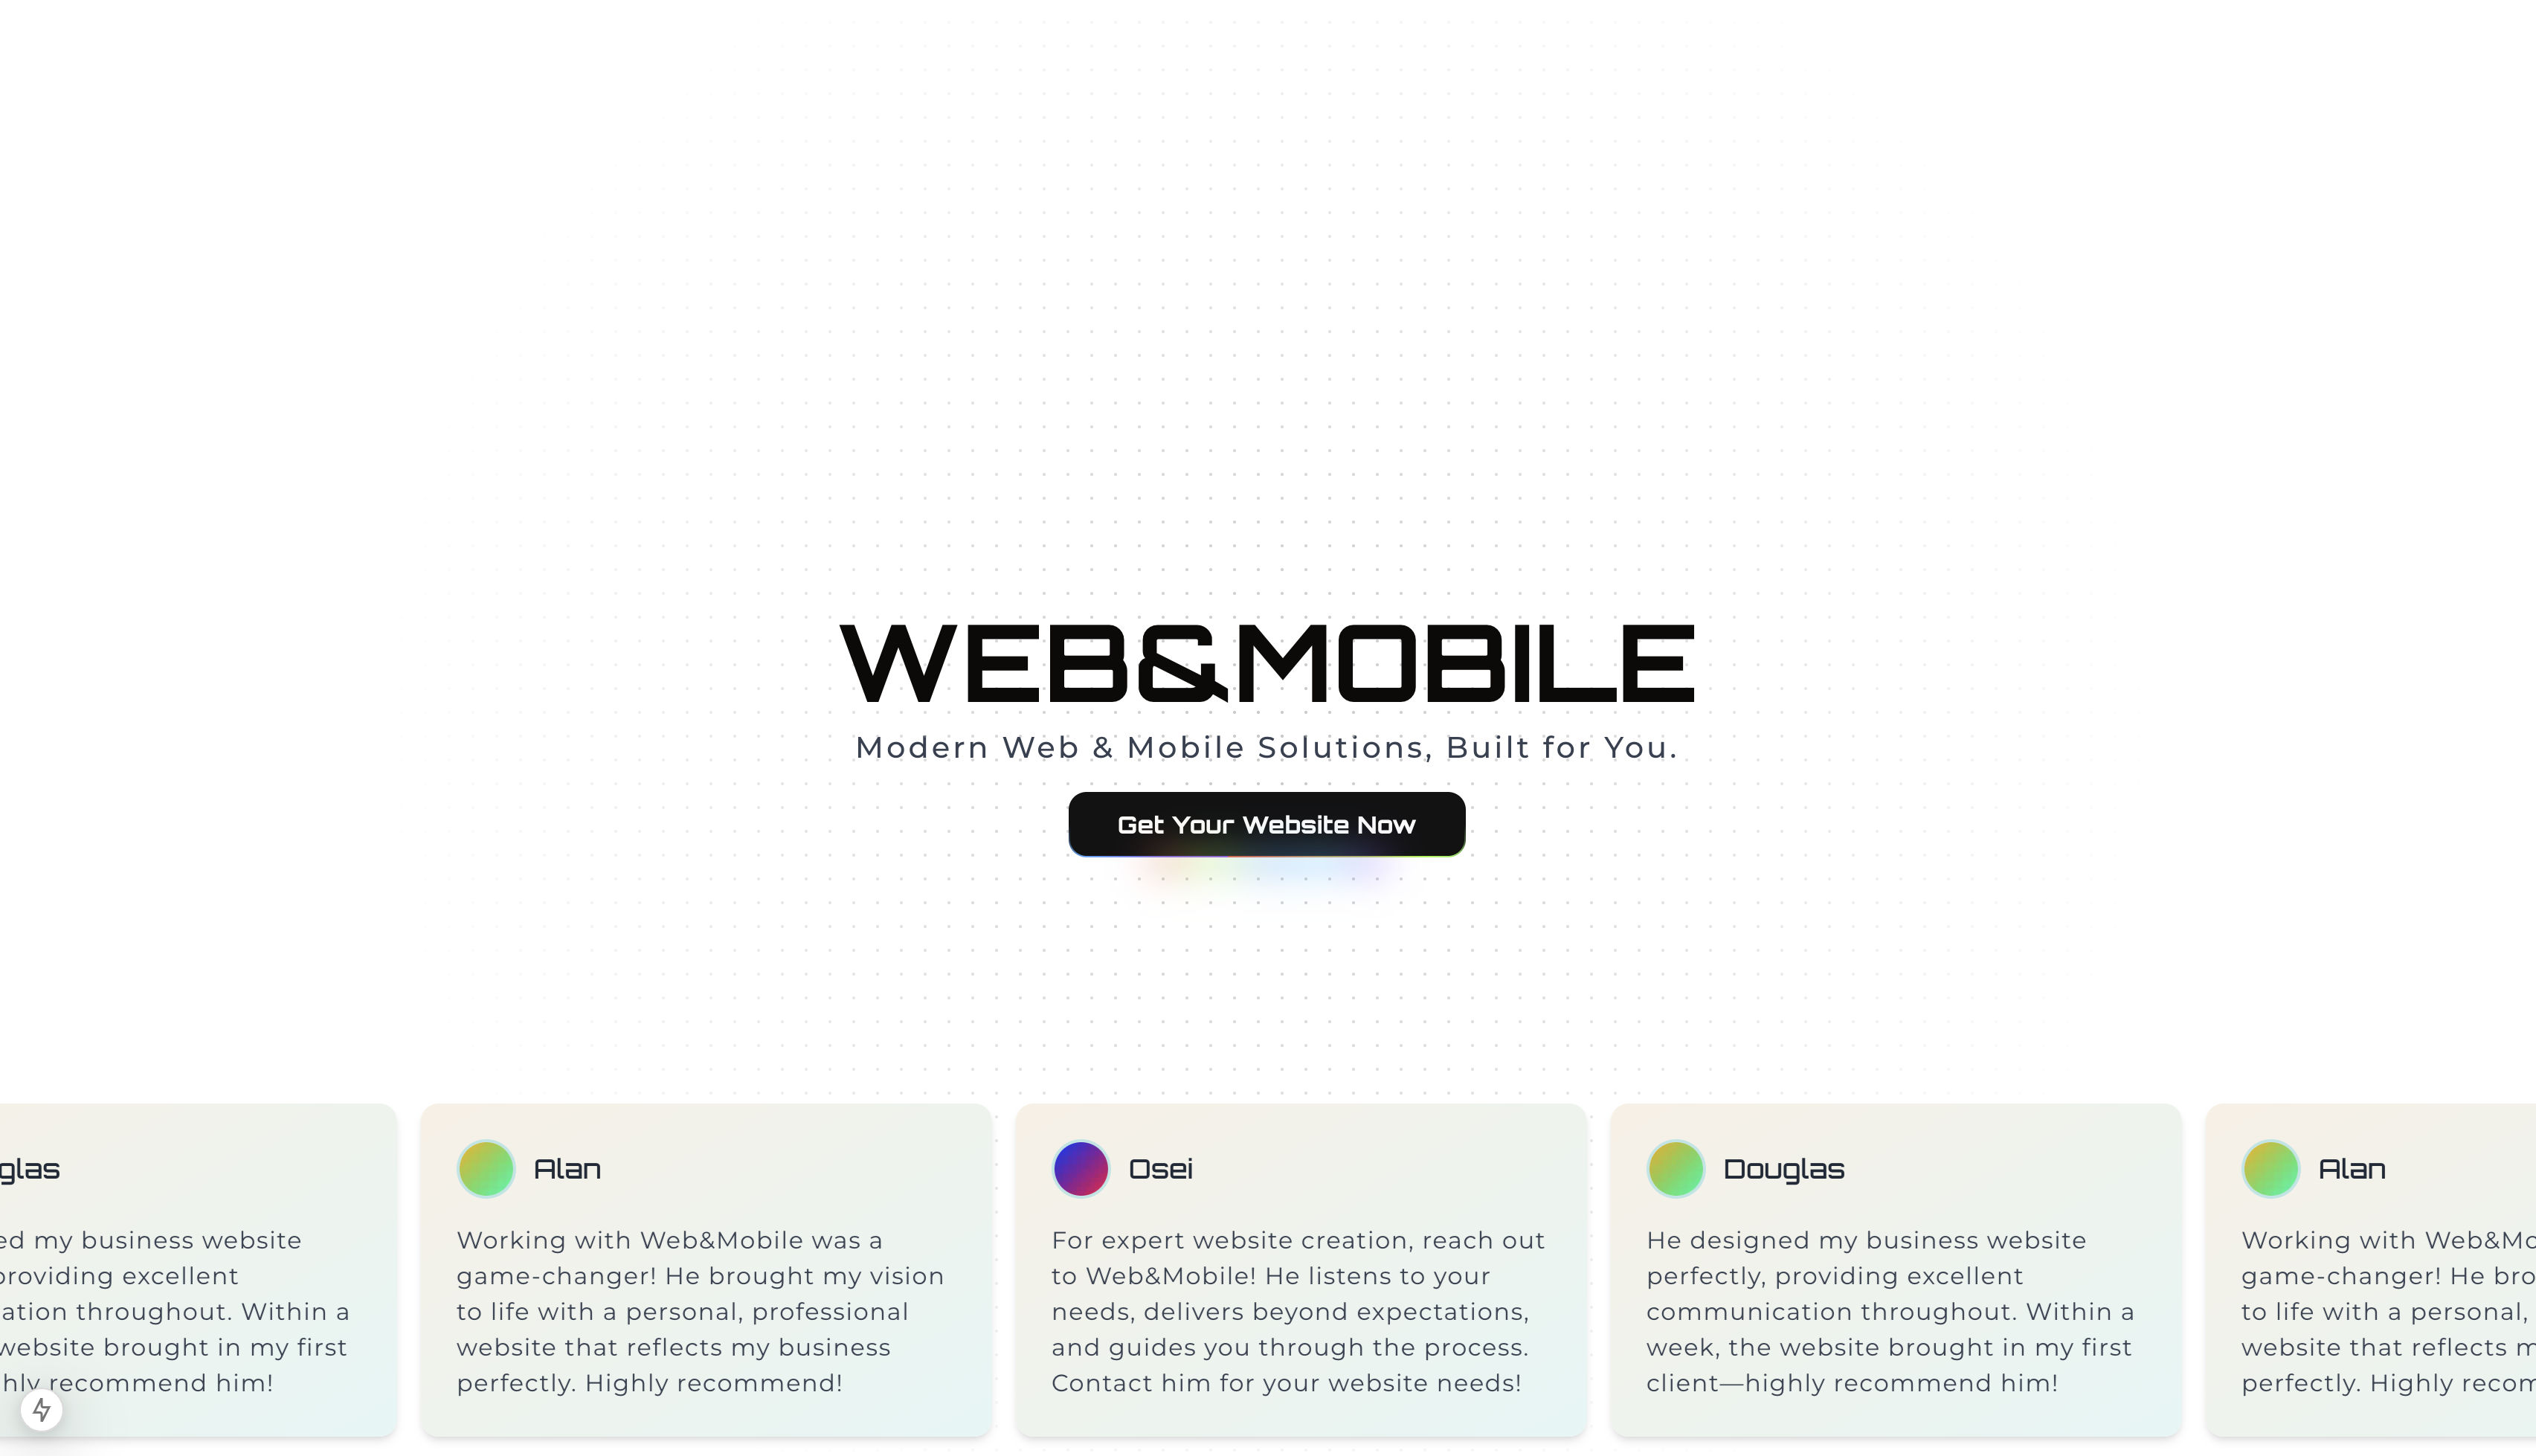 WEB&MOBILE
Modern Web & Mobile Solutions, Built for You.
Get Your Website Now
glas
ed my business website
providing excellent
ation throughout. Within a
website brought in my first
hly recommend him!
Alan
Working with Web&Mobile was a
game-changer! He brought my vision
to life with a personal, professional
website that reflects my business
perfectly. Highly recommend!
Osei
For expert website creation, reach out
to Web&Mobile! He listens to your
needs, delivers beyond expectations,
and guides you through the process.
Contact him for your website needs!
Douglas
He designed my business website
perfectly, providing excellent
communication throughout. Within a
week, the website brought in my first
client—highly recommend him!
Alan
Working with Web&Mo
game-changer! He bro
to life with a personal,
website that reflects m
perfectly. Highly recom